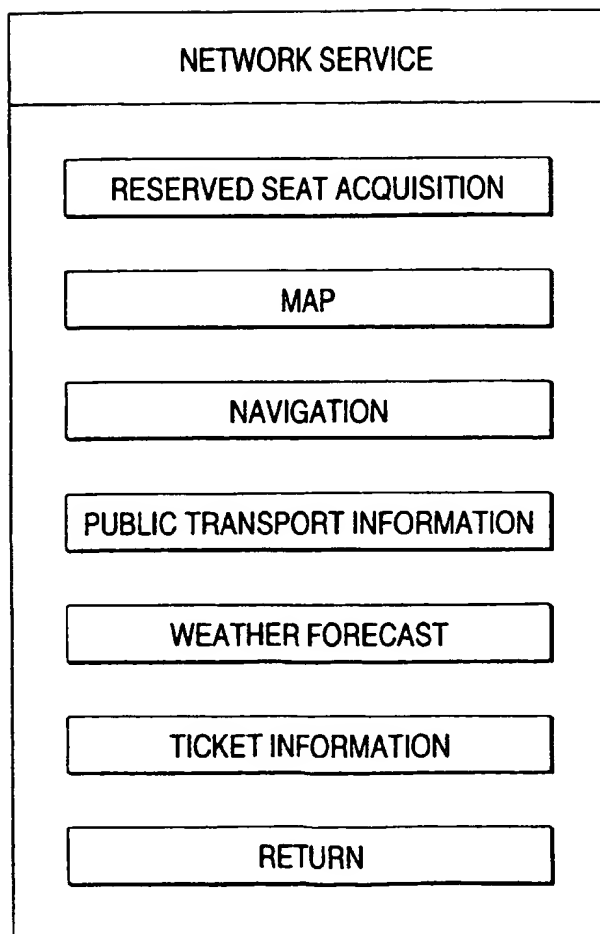 NETWORK SERVICE
RESERVED SEAT ACQUISITION
MAP
NAVIGATION
PUBLIC TRANSPORT INFORMATION
WEATHER FORECAST
TICKET INFORMATION
RETURN